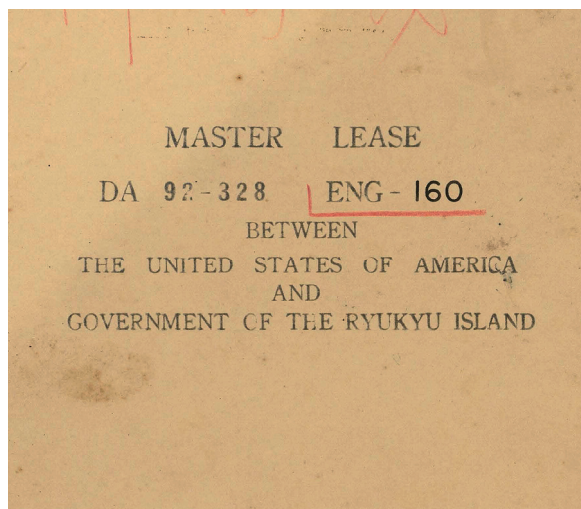 MASTER LEASE
DA 92-328 ENG- 160
BETWEEN
THE UNITED STATES OF AMERICA
AND
GOVERNMENT OF THE RYUKYU ISLAND